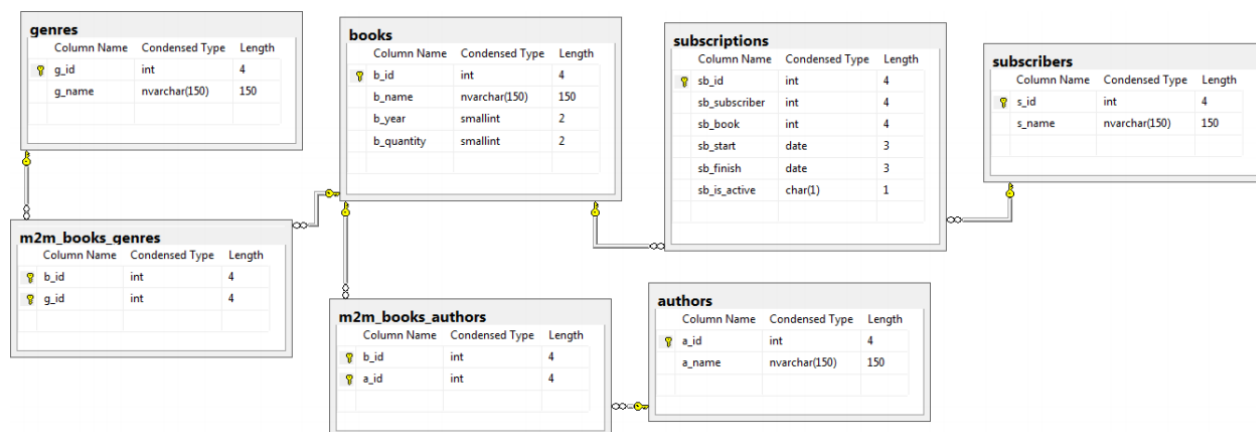 genres
Column Name Condensed Type Length
g_id int 4
g_name nvarchar(150) 150
books
Column Name Condensed Type Length
b_id int 4
b_name nvarchar(150) 150
b_year smallint 2
b_quantity smallint 2
subscriptions
Column Name Condensed Type Length
sb_id int 4
sb_subscriber int 4
sb_book int 4
sb_start date 3
sb_finish date 3
sb_is_active char(1) 1
subscribers
Column Name Condensed Type Length
s_id int 4
s_name nvarchar(150) 150
m2m_books_genres
Column Name Condensed Type Length
b_id int 4
g_id int 4
m2m_books_authors
Column Name Condensed Type Length
b_id int 4
a_id int 4
authors
Column Name Condensed Type Length
a_id int 4
a_name nvarchar(150) 150